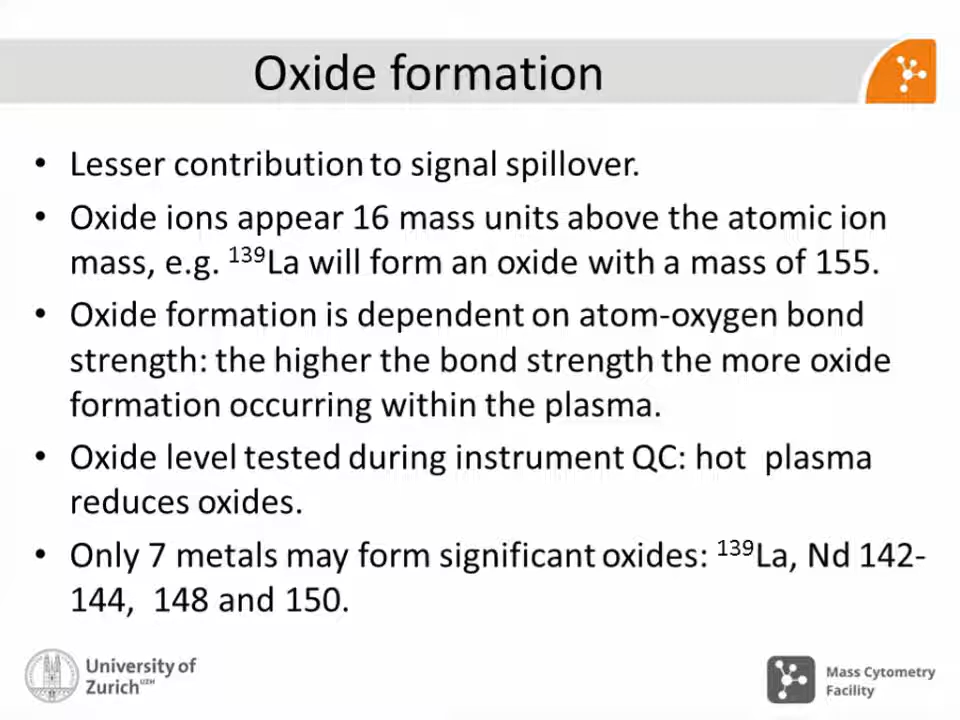 Oxide formation
• Lesser contribution to signal spillover.
• Oxide ions appear 16 mass units above the atomic ion
mass, e.g. ¹³⁹La will form an oxide with a mass of 155.
• Oxide formation is dependent on atom-oxygen bond
strength: the higher the bond strength the more oxide
formation occurring within the plasma.
• Oxide level tested during instrument QC: hot plasma
reduces oxides.
• Only 7 metals may form significant oxides: ¹³⁹La, Nd 142-
144, 148 and 150.
University of
Zurich UZH
Mass Cytometry
Facility